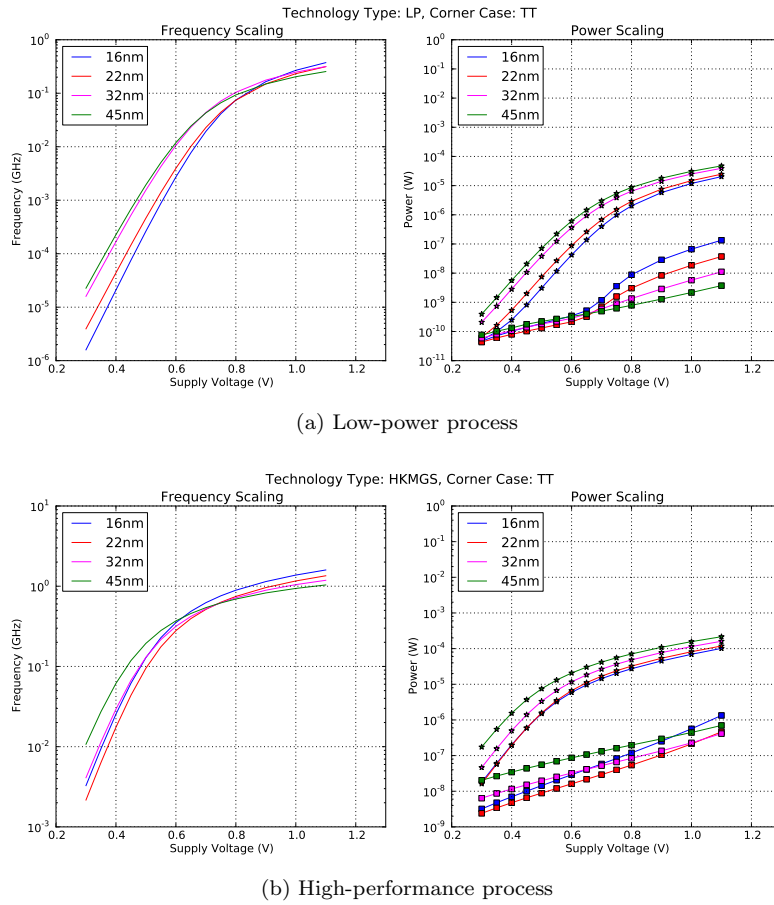 Technology Type: LP, Corner Case: TT
Frequency Scaling
10^0
10^-1
10^-2
10^-3
10^-4
10^-5
10^-6
Frequency (GHz)
16nm
22nm
32nm
45nm
0.2 0.4 0.6 0.8 1.0 1.2
Supply Voltage (V)
Power Scaling
10^0
10^-1
10^-2
10^-3
10^-4
10^-5
10^-6
10^-7
10^-8
10^-9
10^-10
10^-11
Power (W)
16nm
22nm
32nm
45nm
0.2 0.4 0.6 0.8 1.0 1.2
Supply Voltage (V)
(a) Low-power process
Technology Type: HKMGS, Corner Case: TT
Frequency Scaling
10^1
10^0
10^-1
10^-2
10^-3
Frequency (GHz)
16nm
22nm
32nm
45nm
0.2 0.4 0.6 0.8 1.0 1.2
Supply Voltage (V)
Power Scaling
10^0
10^-1
10^-2
10^-3
10^-4
10^-5
10^-6
10^-7
10^-8
10^-9
Power (W)
16nm
22nm
32nm
45nm
0.2 0.4 0.6 0.8 1.0 1.2
Supply Voltage (V)
(b) High-performance process